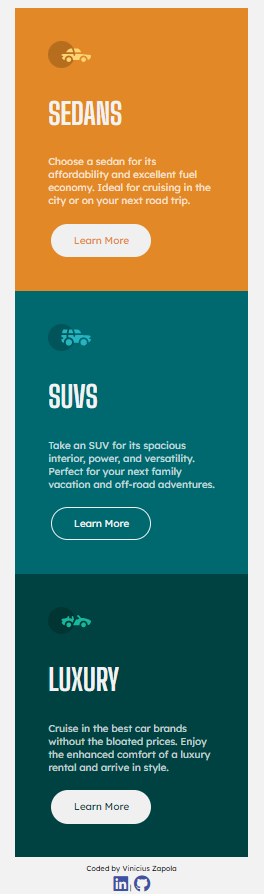 SEDANS
Choose a sedan for its
affordability and excellent fuel
economy. Ideal for cruising in the
city or on your next road trip.
Learn More
SUVS
Take an SUV for its spacious
interior, power, and versatility.
Perfect for your next family
vacation and off-road adventures.
Learn More
LUXURY
Cruise in the best car brands
without the bloated prices. Enjoy
the enhanced comfort of a luxury
rental and arrive in style.
Learn More
Coded by Vinicius Zapola
in |